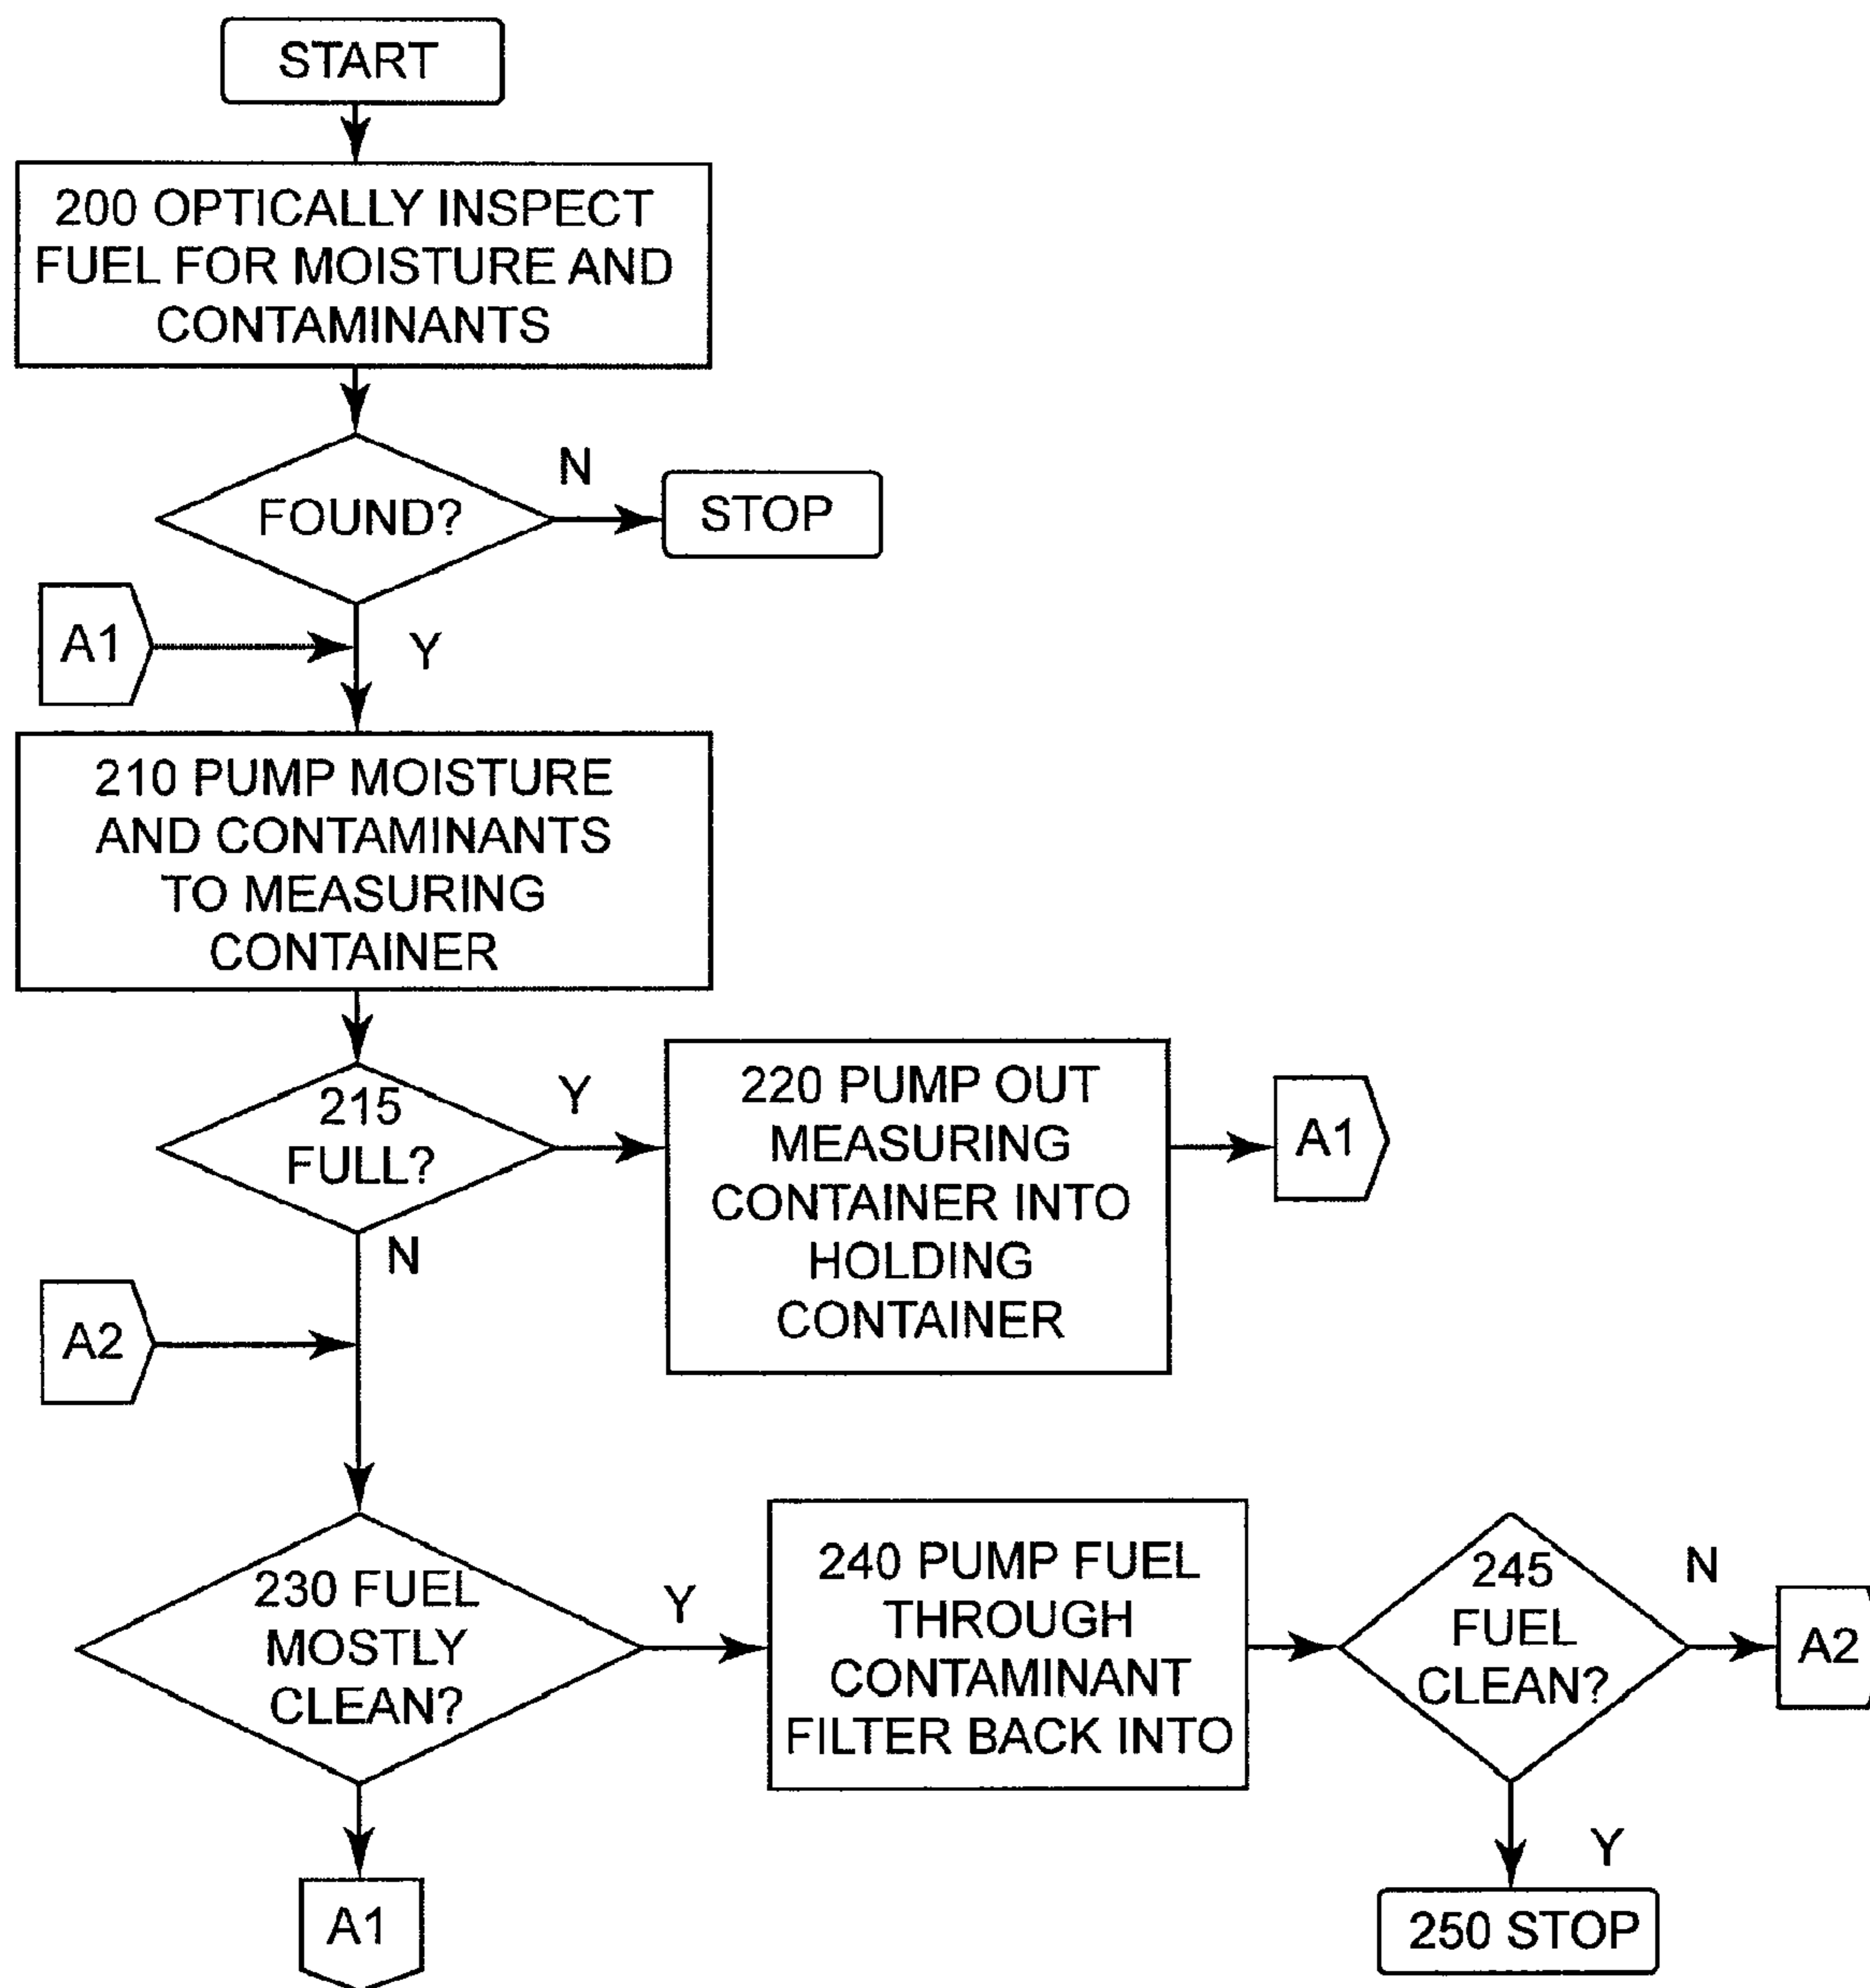 START
200 OPTICALLY INSPECT
FUEL FOR MOISTURE AND
CONTAMINANTS
FOUND?
N
STOP
A1
Y
210 PUMP MOISTURE
AND CONTAMINANTS
TO MEASURING
CONTAINER
215
FULL?
Y
220 PUMP OUT
MEASURING
CONTAINER INTO
HOLDING
CONTAINER
A1
N
A2
230 FUEL
MOSTLY
CLEAN?
Y
240 PUMP FUEL
THROUGH
CONTAMINANT
FILTER BACK INTO
245
FUEL
CLEAN?
N
A2
Y
250 STOP
A1